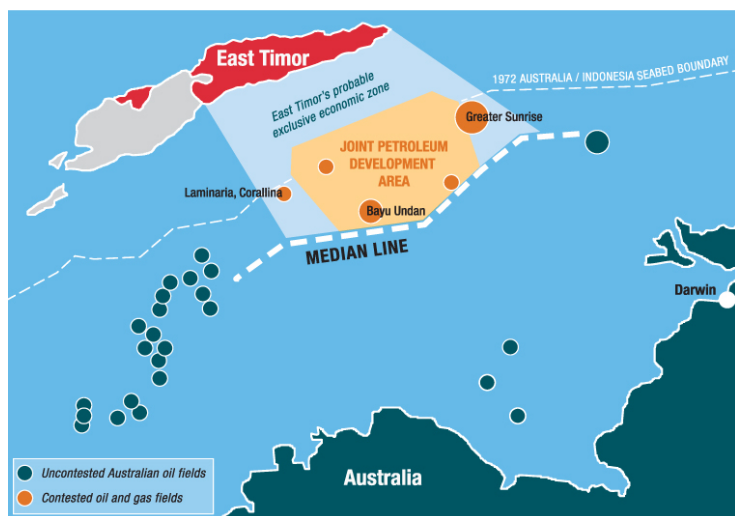 East Timor
1972 AUSTRALIA / INDONESIA SEABED BOUNDARY
East Timor's probable
exclusive economic zone
Greater Sunrise
JOINT PETROLEUM
DEVELOPMENT
AREA
Laminaria, Corallina
Bayu Undan
MEDIAN LINE
Darwin
Australia
Uncontested Australian oil fields
Contested oil and gas fields